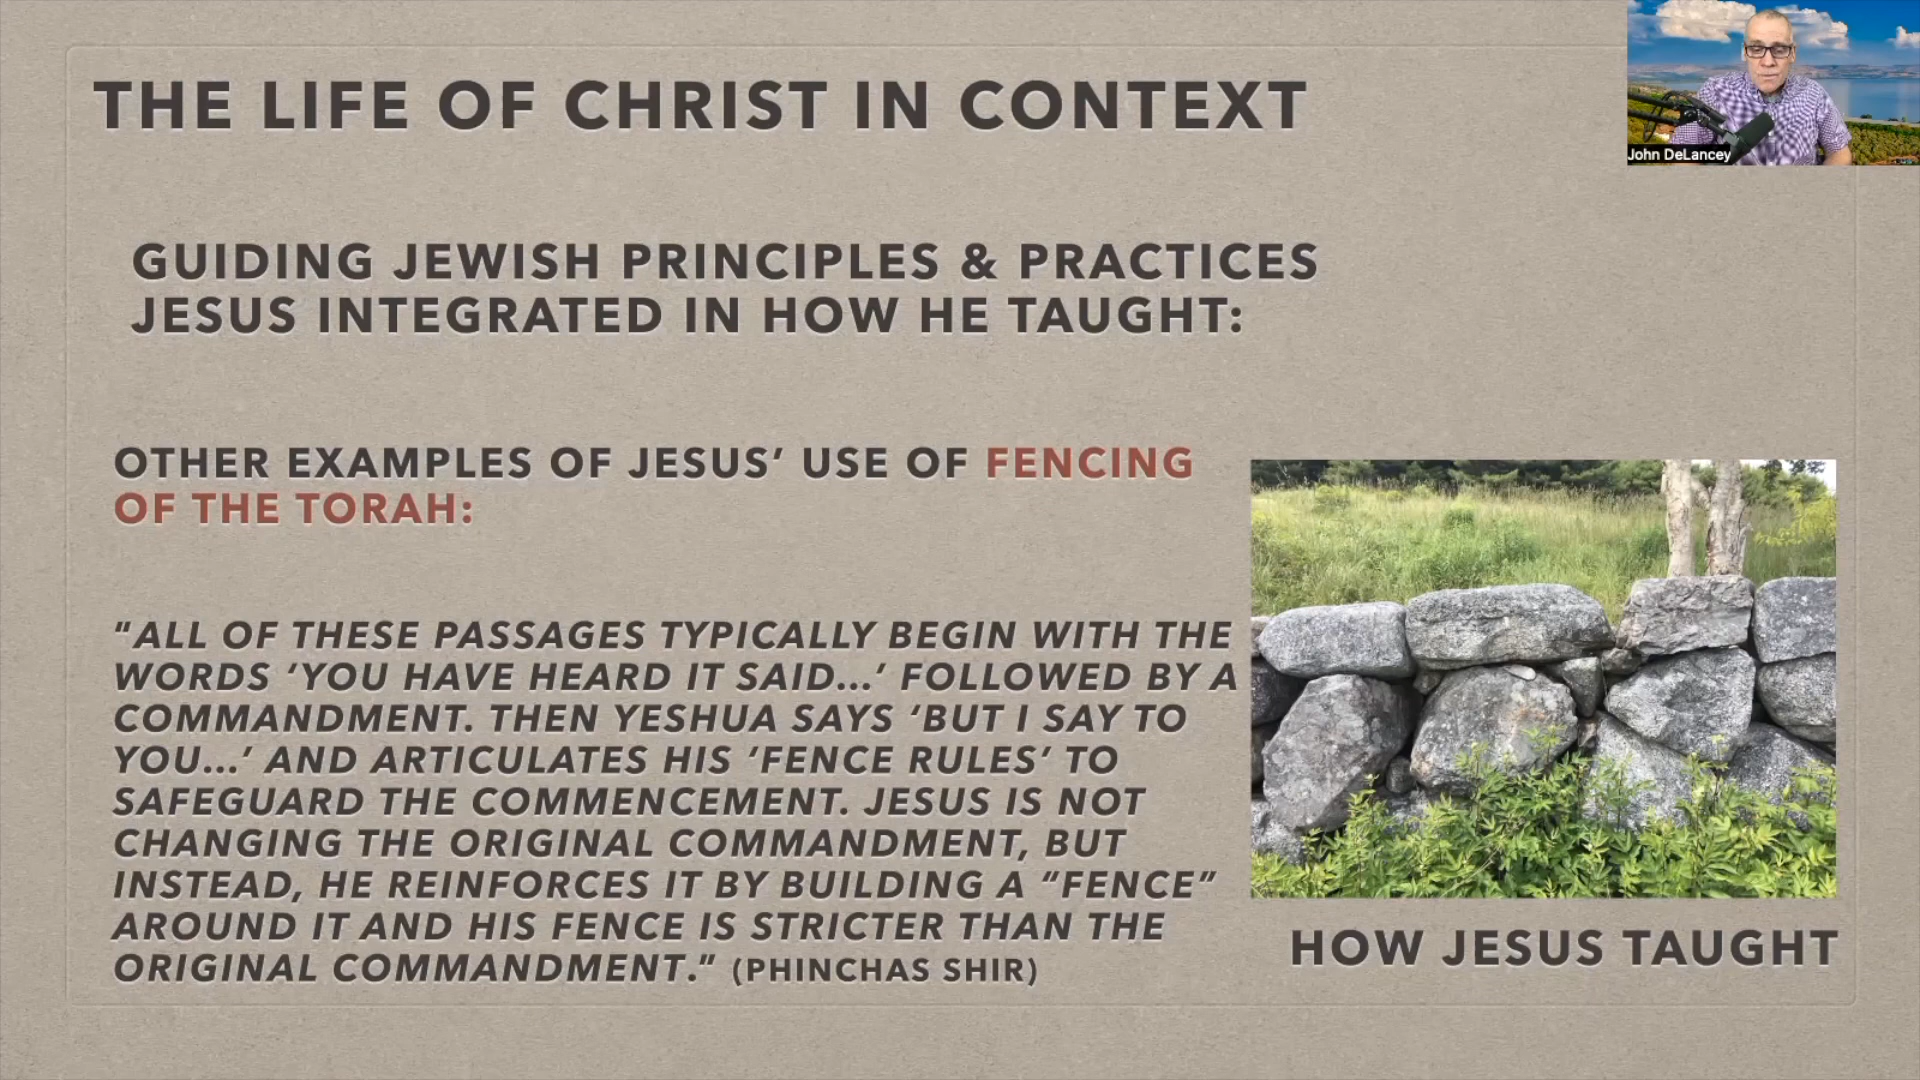 THE LIFE OF CHRIST IN CONTEXT
John DeLancey
GUIDING JEWISH PRINCIPLES & PRACTICES
JESUS INTEGRATED IN HOW HE TAUGHT:
OTHER EXAMPLES OF JESUS’ USE OF FENCING
OF THE TORAH:
“ALL OF THESE PASSAGES TYPICALLY BEGIN WITH THE
WORDS ‘YOU HAVE HEARD IT SAID...’ FOLLOWED BY A
COMMANDMENT. THEN YESHUA SAYS ‘BUT I SAY TO
YOU...’ AND ARTICULATES HIS ‘FENCE RULES’ TO
SAFEGUARD THE COMMENCEMENT. JESUS IS NOT
CHANGING THE ORIGINAL COMMANDMENT, BUT
INSTEAD, HE REINFORCES IT BY BUILDING A “FENCE”
AROUND IT AND HIS FENCE IS STRICTER THAN THE
ORIGINAL COMMANDMENT.” (PHINCHAS SHIR)
HOW JESUS TAUGHT